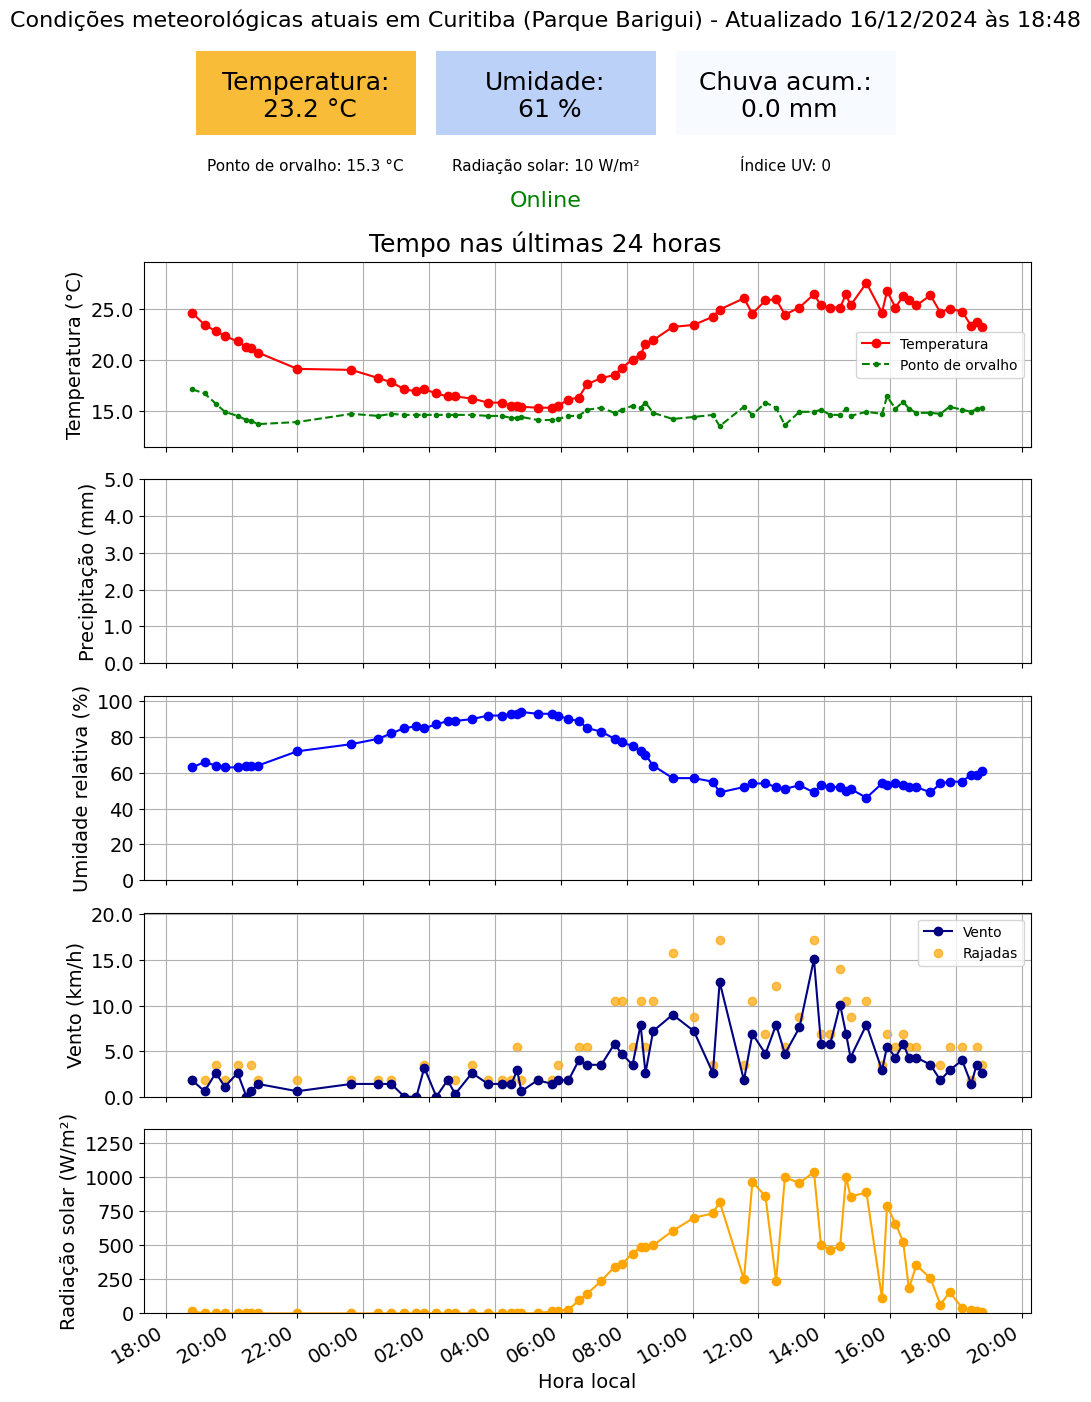 Condições meteorológicas atuais em Curitiba (Parque Barigui) - Atualizado 16/12/2024 às 18:48
Temperatura:
23.2 °C
Umidade:
61 %
Chuva acum.:
0.0 mm
Ponto de orvalho: 15.3 °C
Radiação solar: 10 W/m²
Índice UV: 0
Online
Tempo nas últimas 24 horas
Temperatura (°C)
25.0
20.0
15.0
Temperatura
Ponto de orvalho
Precipitação (mm)
5.0
4.0
3.0
2.0
1.0
0.0
Umidade relativa (%)
100
80
60
40
20
0
Vento (km/h)
20.0
15.0
10.0
5.0
0.0
Vento
Rajadas
Radiação solar (W/m²)
1250
1000
750
500
250
0
18:00
20:00
22:00
00:00
02:00
04:00
06:00
08:00
10:00
12:00
14:00
16:00
18:00
20:00
Hora local